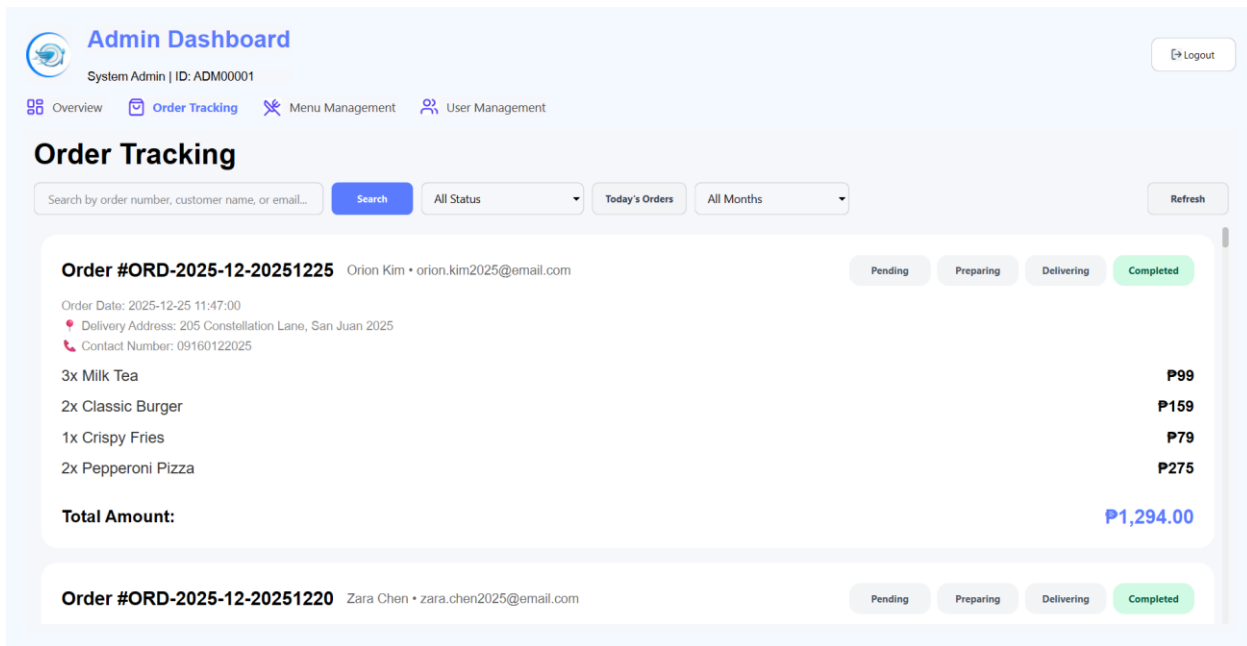 Admin Dashboard
System Admin | ID: ADM00001
Logout
Overview Order Tracking Menu Management User Management
Order Tracking
Search by order number, customer name, or email... Search All Status Today's Orders All Months Refresh
Order #ORD-2025-12-20251225 Orion Kim • orion.kim2025@email.com Pending Preparing Delivering Completed
Order Date: 2025-12-25 11:47:00
Delivery Address: 205 Constellation Lane, San Juan 2025
Contact Number: 09160122025
3x Milk Tea ₱99
2x Classic Burger ₱159
1x Crispy Fries ₱79
2x Pepperoni Pizza ₱275
Total Amount: ₱1,294.00
Order #ORD-2025-12-20251220 Zara Chen • zara.chen2025@email.com Pending Preparing Delivering Completed